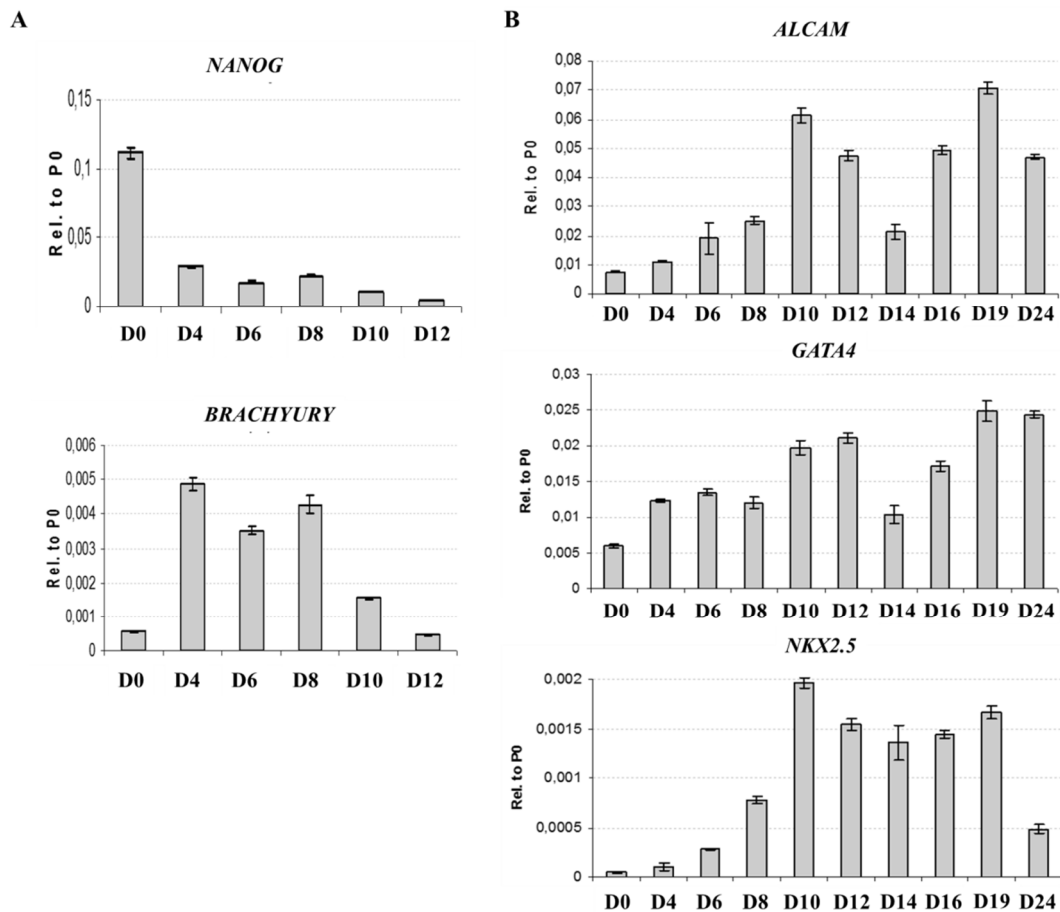 A
NANOG
0,15
0,1
0,05
0
Rel. to P0
D0 D4 D6 D8 D10 D12
BRACHYURY
0,006
0,005
0,004
0,003
0,002
0,001
0
Rel. to P0
D0 D4 D6 D8 D10 D12
B
ALCAM
0,08
0,07
0,06
0,05
0,04
0,03
0,02
0,01
0
Rel. to P0
D0 D4 D6 D8 D10 D12 D14 D16 D19 D24
GATA4
0,03
0,025
0,02
0,015
0,01
0,005
0
Rel. to P0
D0 D4 D6 D8 D10 D12 D14 D16 D19 D24
NKX2.5
0,002
0,0015
0,001
0,0005
0
Rel. to P0
D0 D4 D6 D8 D10 D12 D14 D16 D19 D24